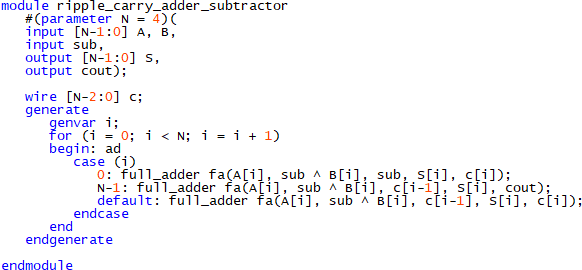 module ripple_carry_adder_subtractor
#(parameter N = 4)(
input [N-1:0] A, B,
input sub,
output [N-1:0] S,
output cout);
wire [N-2:0] c;
generate
genvar i;
for (i = 0; i < N; i = i + 1)
begin: ad
case (i)
0: full_adder fa(A[i], sub ^ B[i], sub, S[i], c[i]);
N-1: full_adder fa(A[i], sub ^ B[i], c[i-1], S[i], cout);
default: full_adder fa(A[i], sub ^ B[i], c[i-1], S[i], c[i]);
endcase
end
endgenerate
endmodule